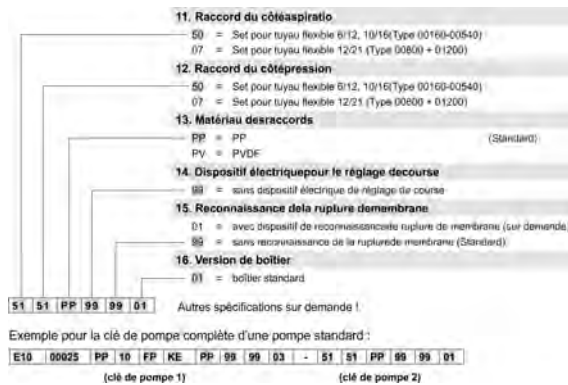 11. Raccord du côtéaspiratio
50 = Set pour tuyau flexible 6/12, 10/16(Type 00160-00540)
07 = Set pour tuyau flexible 12/21 (Type 00800 + 01200)
12. Raccord du côtépression
50 = Set pour tuyau flexible 6/12, 10/16(Type 00160-00540)
07 = Set pour tuyau flexible 12/21 (Type 00800 + 01200)
13. Matériau desraccords
PP = PP (Standard)
PV = PVDF
14. Dispositif électriquepour le réglage decourse
99 = sans dispositif électrique de réglage de course
15. Reconnaissance dela rupture demembrane
01 = avec dispositif de reconnaissancede rupture de membrane (sur demande)
99 = sans reconnaissance de la rupturede membrane (Standard)
16. Version de boîtier
01 = boîtier standard
51 51 PP 99 99 01 Autres spécifications sur demande !
Exemple pour la clé de pompe complète d'une pompe standard :
E10 00025 PP 10 FP KE PP 99 99 03 - 51 51 PP 99 99 01
(clé de pompe 1) (clé de pompe 2)